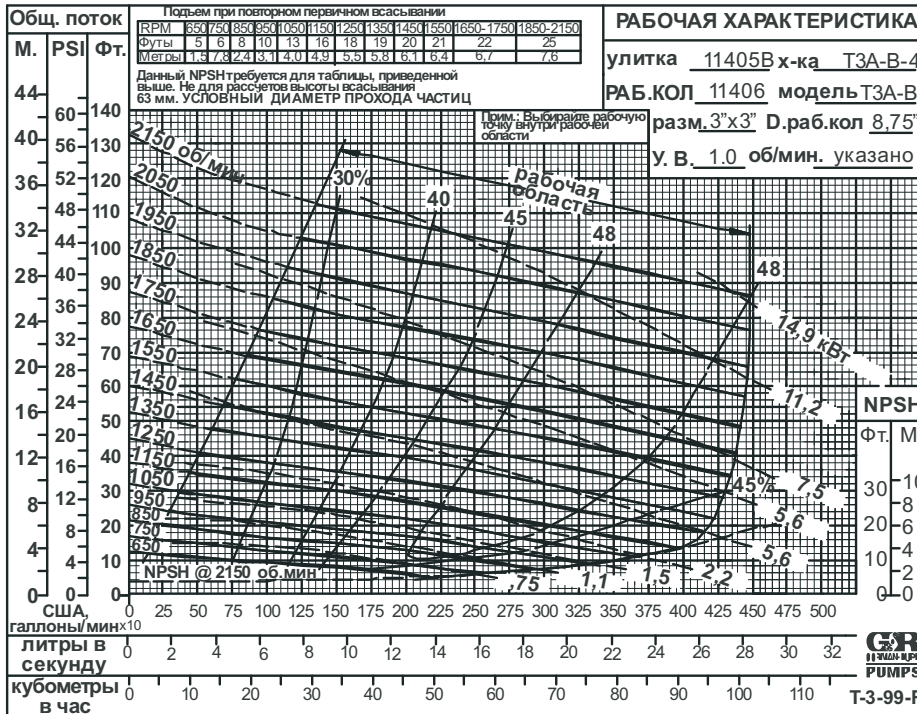 Общ. поток
М. PSI Фт.
Подъем при повторном первичном всасывании
RPM 650 750 850 950 1050 1150 1250 1350 1450 1550 1650-1750 1850-2150
Футы 5 6 8 10 13 16 18 19 20 21 22 25
Метры 1,5 7,8 2,4 3,1 4,0 4,9 5,5 5,8 6,1 6,4 6,7 7,6
Данный NPSH требуется для таблицы, приведенной
выше. Не для рассчетов высоты всасывания
63 мм. УСЛОВНЫЙ ДИАМЕТР ПРОХОДА ЧАСТИЦ
РАБОЧАЯ ХАРАКТЕРИСТИКА
улитка 11405B х-ка T3A-B-4
РАБ.КОЛ 11406 модель T3A-B
разм. 3"x3" D.раб.кол 8,75"
У. В. 1.0 об/мин. указано
Прим.: Выбирайте рабочую
точку внутри рабочей
области
44
40
36
32
28
24
20
16
12
8
4
0
60
56
52
48
44
40
36
32
28
24
20
16
12
8
4
0
140
130
120
110
100
90
80
70
60
50
40
30
20
10
0
2150 об/мин
2050
1950
1850
1750
1650
1550
1450
1350
1250
1150
1050
950
850
750
650
30%
40
45
48
рабочая
область
48
14,9 кВт
11,2
7,5
45%
5,6
5,6
2,2
1,5
1,1
,75
NPSH @ 2150 об.мин
NPSH
Фт. М
30 10
8
20 6
4
10 2
0 0
США,
галлоны/мин x10
0 25 50 75 100 125 150 175 200 225 250 275 300 325 350 375 400 425 450 475 500
литры в
секунду
0 2 4 6 8 10 12 14 16 18 20 22 24 26 28 30 32
кубометры
в час
0 10 20 30 40 50 60 70 80 90 100 110
G&R
PUMPS
T-3-99-F